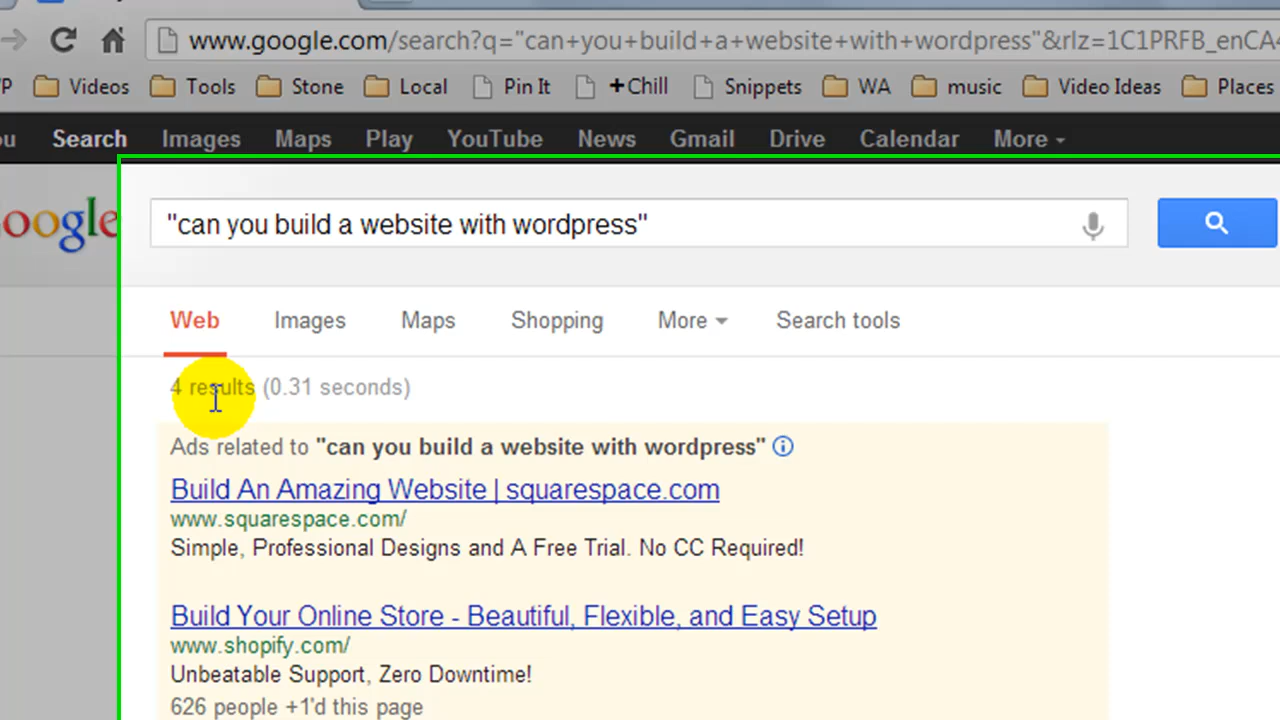 www.google.com/search?q="can+you+build+a+website+with+wordpress"&rlz=1C1PRFB_enCA4
P Videos Tools Stone Local Pin It +Chill Snippets WA music Video Ideas Places
ou Search Images Maps Play YouTube News Gmail Drive Calendar More
Google
"can you build a website with wordpress"
Web Images Maps Shopping More Search tools
4 results (0.31 seconds)
Ads related to "can you build a website with wordpress"
Build An Amazing Website | squarespace.com
www.squarespace.com/
Simple, Professional Designs and A Free Trial. No CC Required!
Build Your Online Store - Beautiful, Flexible, and Easy Setup
www.shopify.com/
Unbeatable Support, Zero Downtime!
626 people +1'd this page